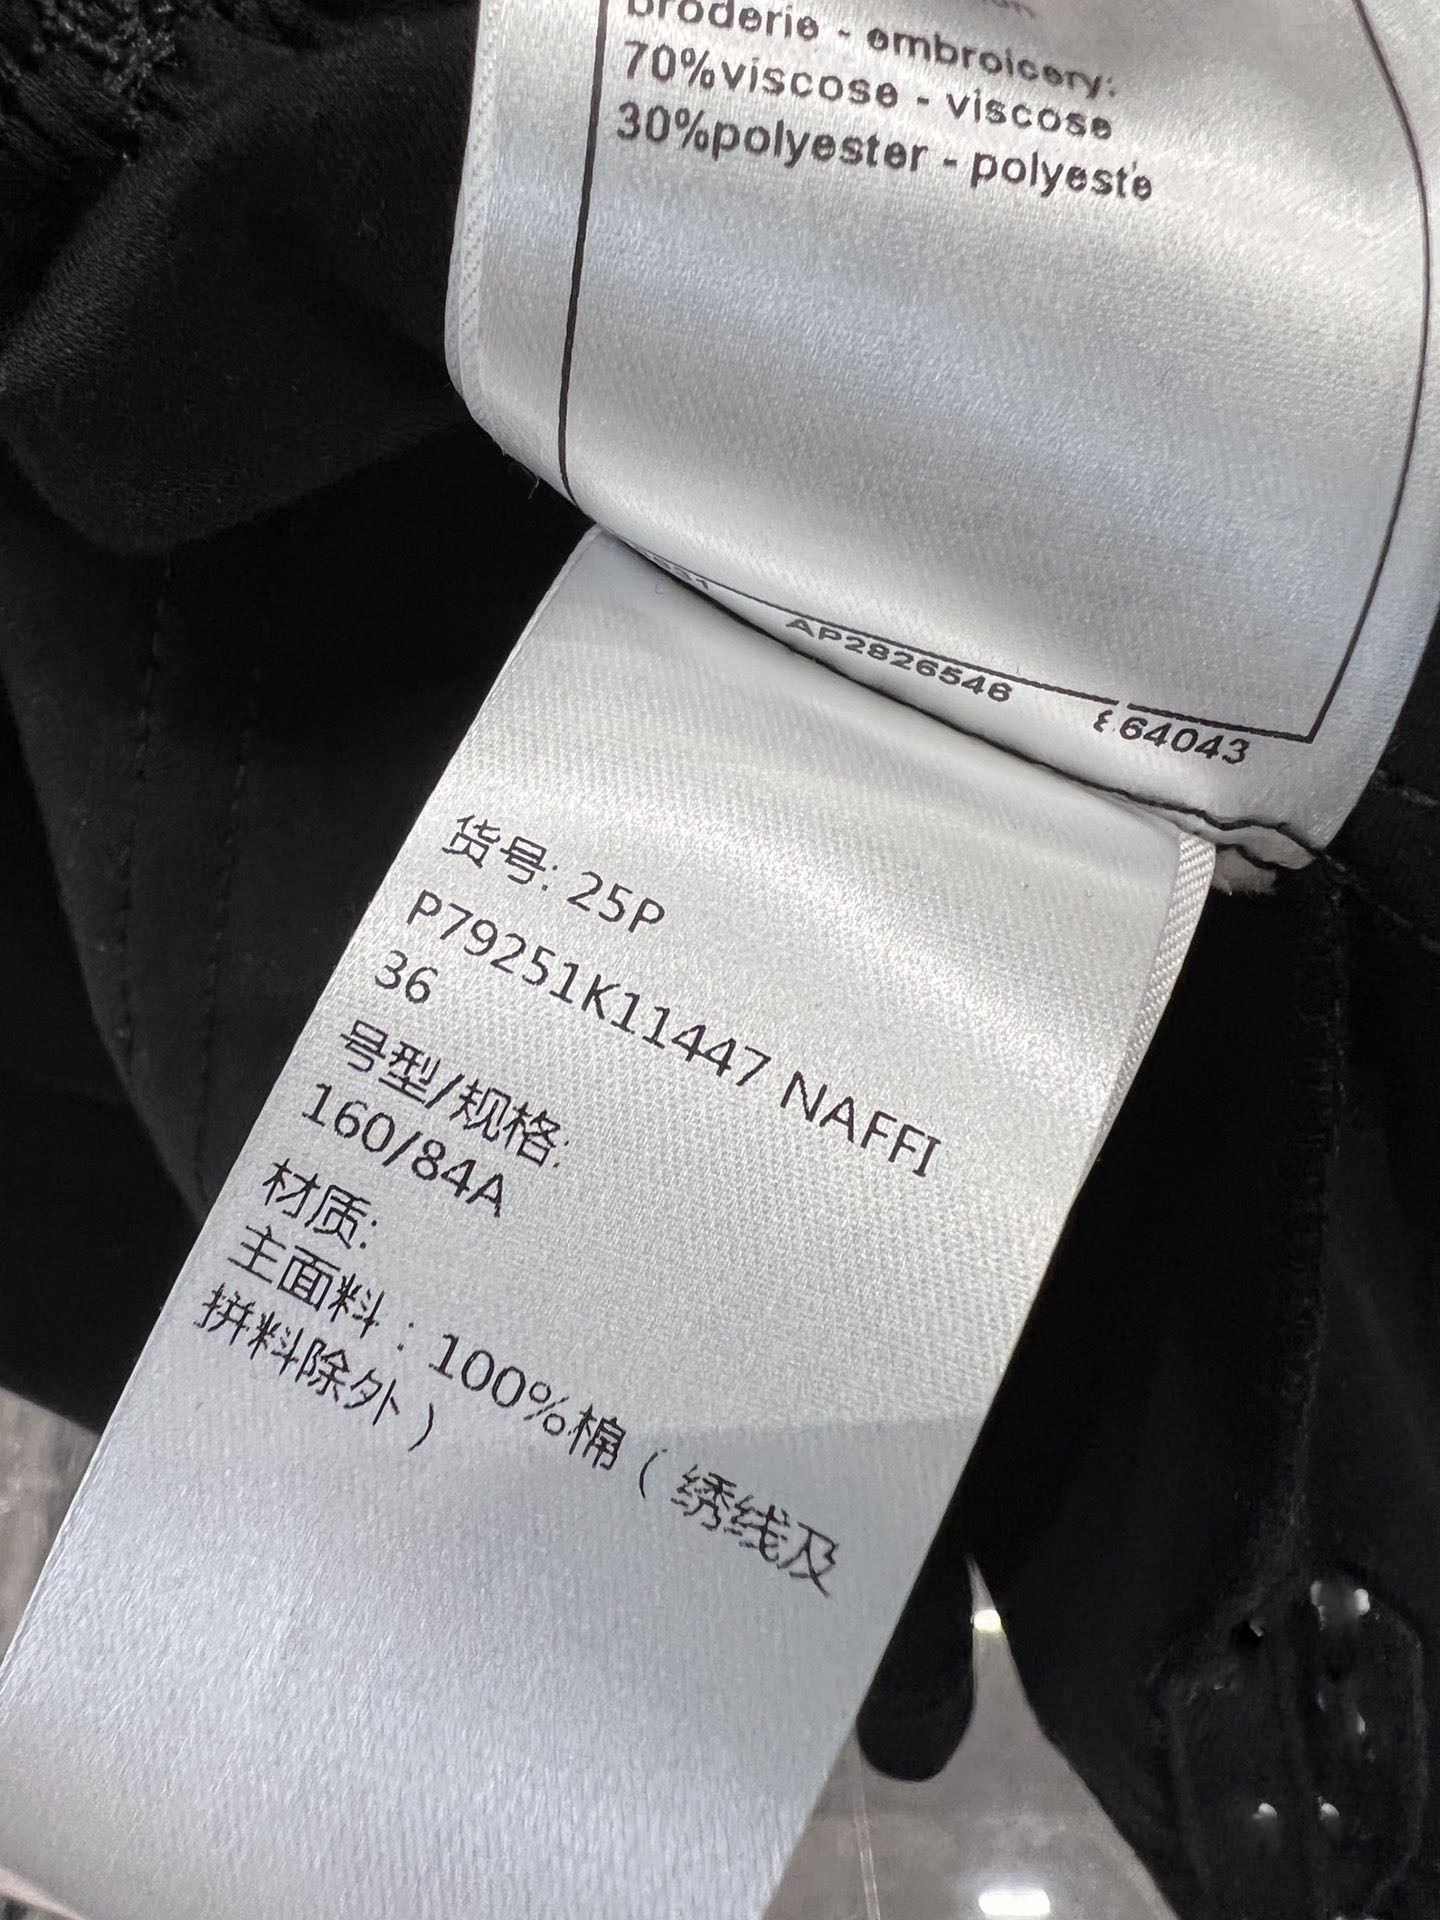 broderie - embroicery:
70%viscose - viscose
30%polyester - polyeste
AP2826546
64043
货号: 25P
P79251K11447 NAFFI
36
号型/规格:
160/84A
材质:
主面料：100%棉（绣线及
拼料除外）